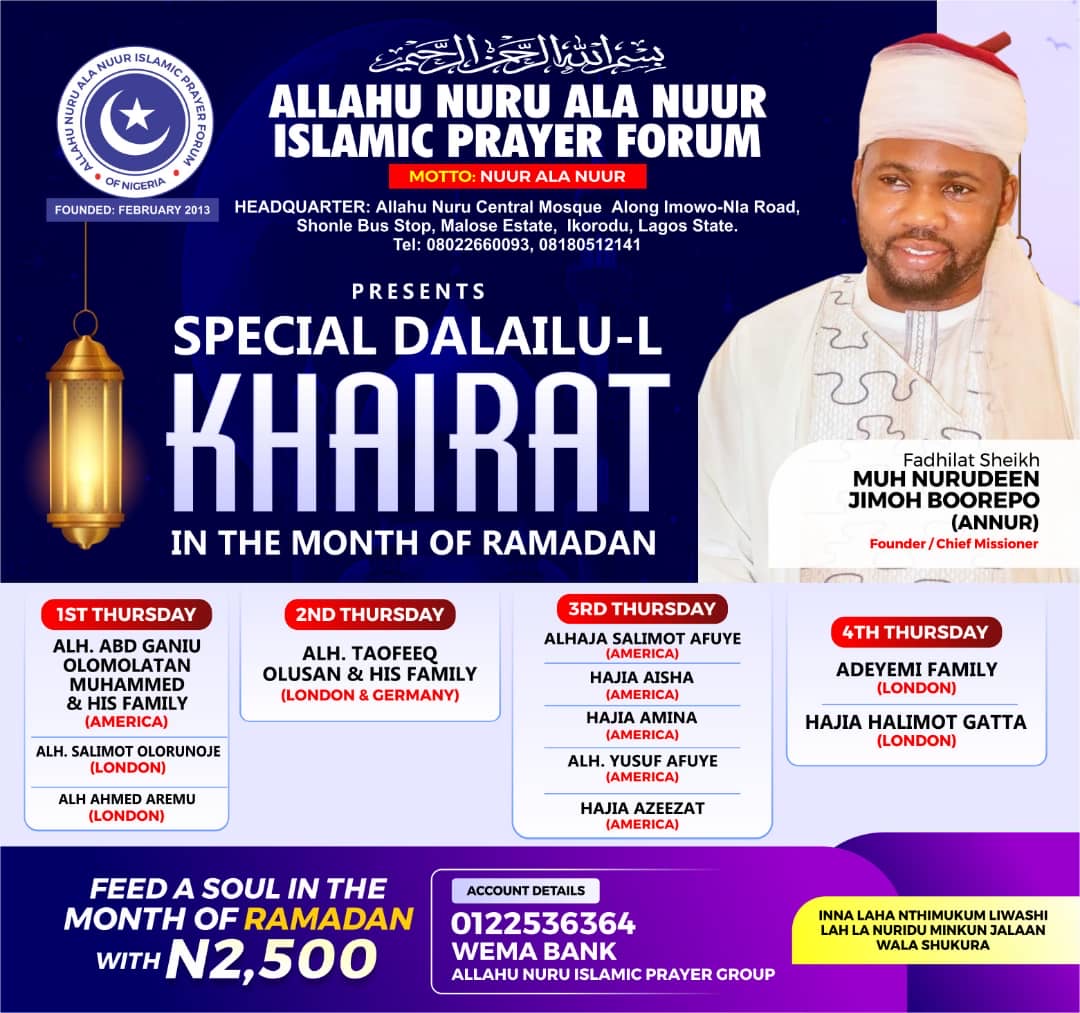 بسم الله الرحمن الرحيم
ALLAHU NURU ALA NUUR ISLAMIC PRAYER FORUM
OF NIGERIA
FOUNDED: FEBRUARY 2013
ALLAHU NURU ALA NUUR
ISLAMIC PRAYER FORUM
MOTTO: NUUR ALA NUUR
HEADQUARTER: Allahu Nuru Central Mosque Along Imowo-Nla Road,
Shonle Bus Stop, Malose Estate, Ikorodu, Lagos State.
Tel: 08022660093, 08180512141
PRESENTS
SPECIAL DALAILU-L
KHAIRAT
IN THE MONTH OF RAMADAN
Fadhilat Sheikh
MUH NURUDEEN
JIMOH BOOREPO
(ANNUR)
Founder / Chief Missioner
1ST THURSDAY
ALH. ABD GANIU
OLOMOLATAN
MUHAMMED
& HIS FAMILY
(AMERICA)
ALH. SALIMOT OLORUNOJE
(LONDON)
ALH AHMED AREMU
(LONDON)
2ND THURSDAY
ALH. TAOFEEQ
OLUSAN & HIS FAMILY
(LONDON & GERMANY)
3RD THURSDAY
ALHAJA SALIMOT AFUYE
(AMERICA)
HAJIA AISHA
(AMERICA)
HAJIA AMINA
(AMERICA)
ALH. YUSUF AFUYE
(AMERICA)
HAJIA AZEEZAT
(AMERICA)
4TH THURSDAY
ADEYEMI FAMILY
(LONDON)
HAJIA HALIMOT GATTA
(LONDON)
FEED A SOUL IN THE
MONTH OF RAMADAN
WITH N2,500
ACCOUNT DETAILS
0122536364
WEMA BANK
ALLAHU NURU ISLAMIC PRAYER GROUP
INNA LAHA NTHIMUKUM LIWASHI
LAH LA NURIDU MINKUN JALAAN
WALA SHUKURA